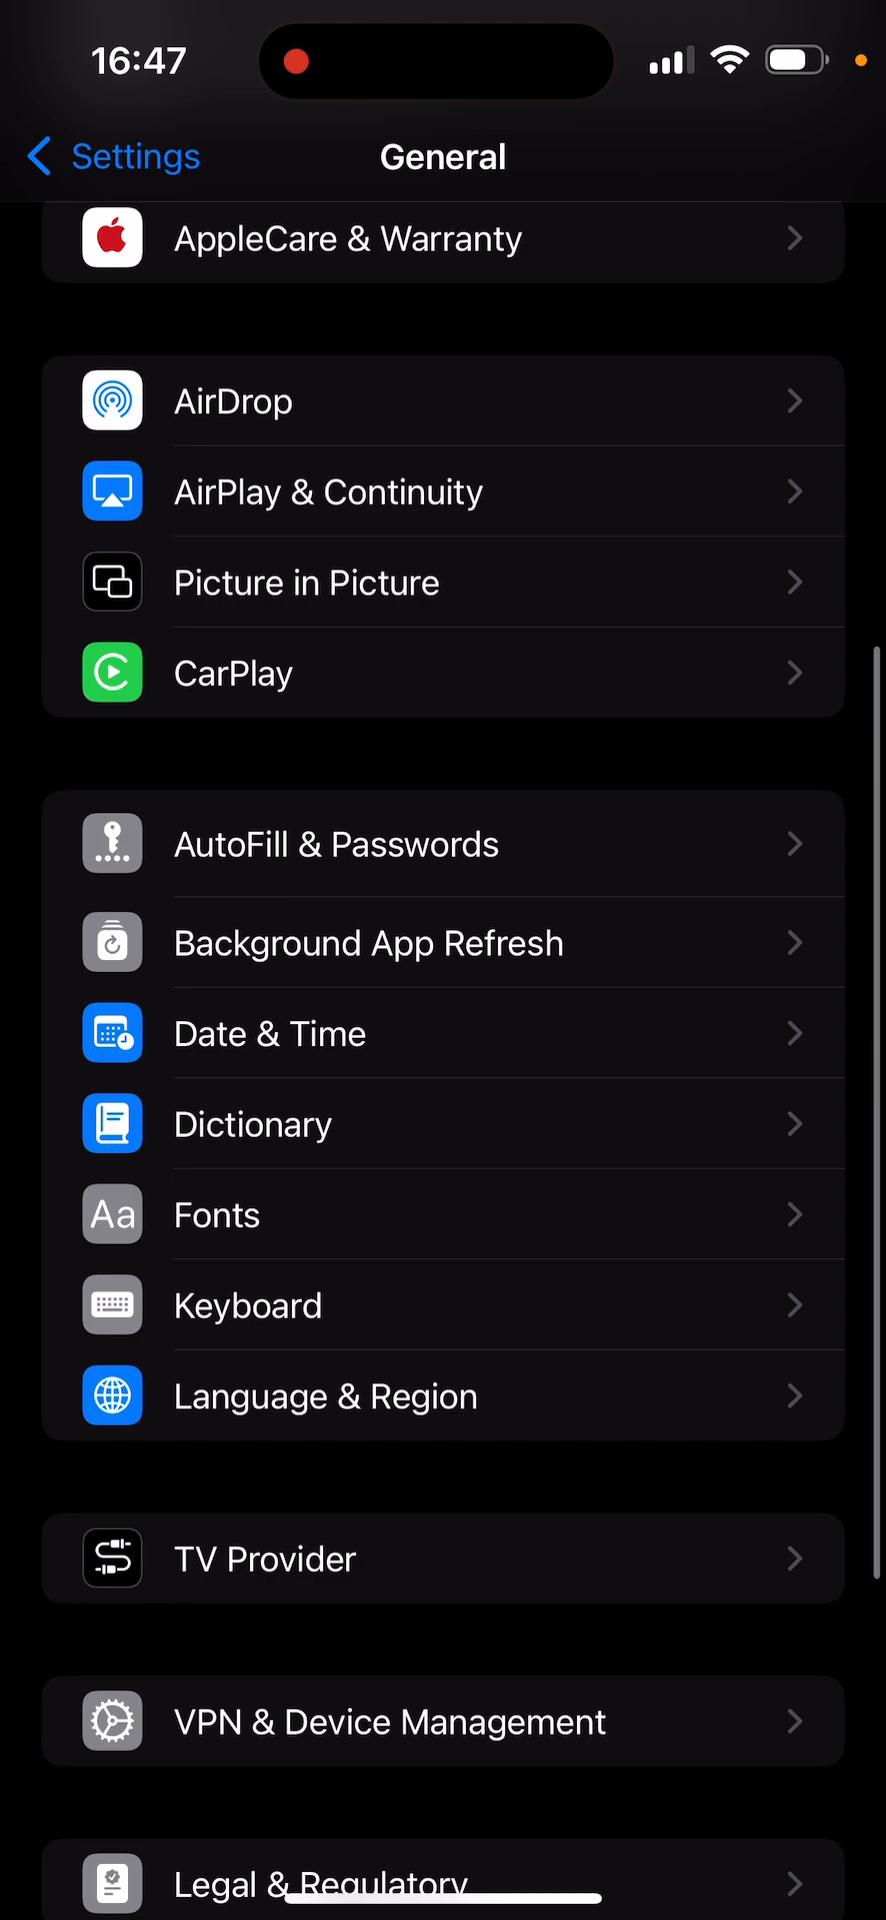 16:47
Settings
General
AppleCare & Warranty
AirDrop
AirPlay & Continuity
Picture in Picture
CarPlay
AutoFill & Passwords
Background App Refresh
Date & Time
Dictionary
Aa
Fonts
Keyboard
Language & Region
TV Provider
VPN & Device Management
Legal & Regulatory